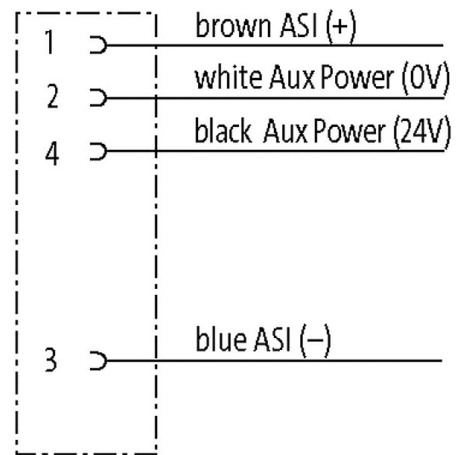 1 brown ASI (+)
2 white Aux Power (0V)
4 black Aux Power (24V)
3 blue ASI (–)